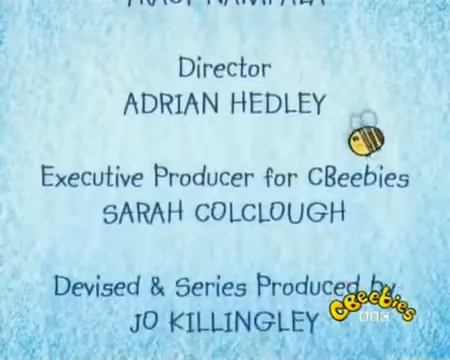 Director
ADRIAN HEDLEY
Executive Producer for CBeebies
SARAH COLCLOUGH
Devised & Series Produced by
JO KILLINGLEY
CBeebies
BBC